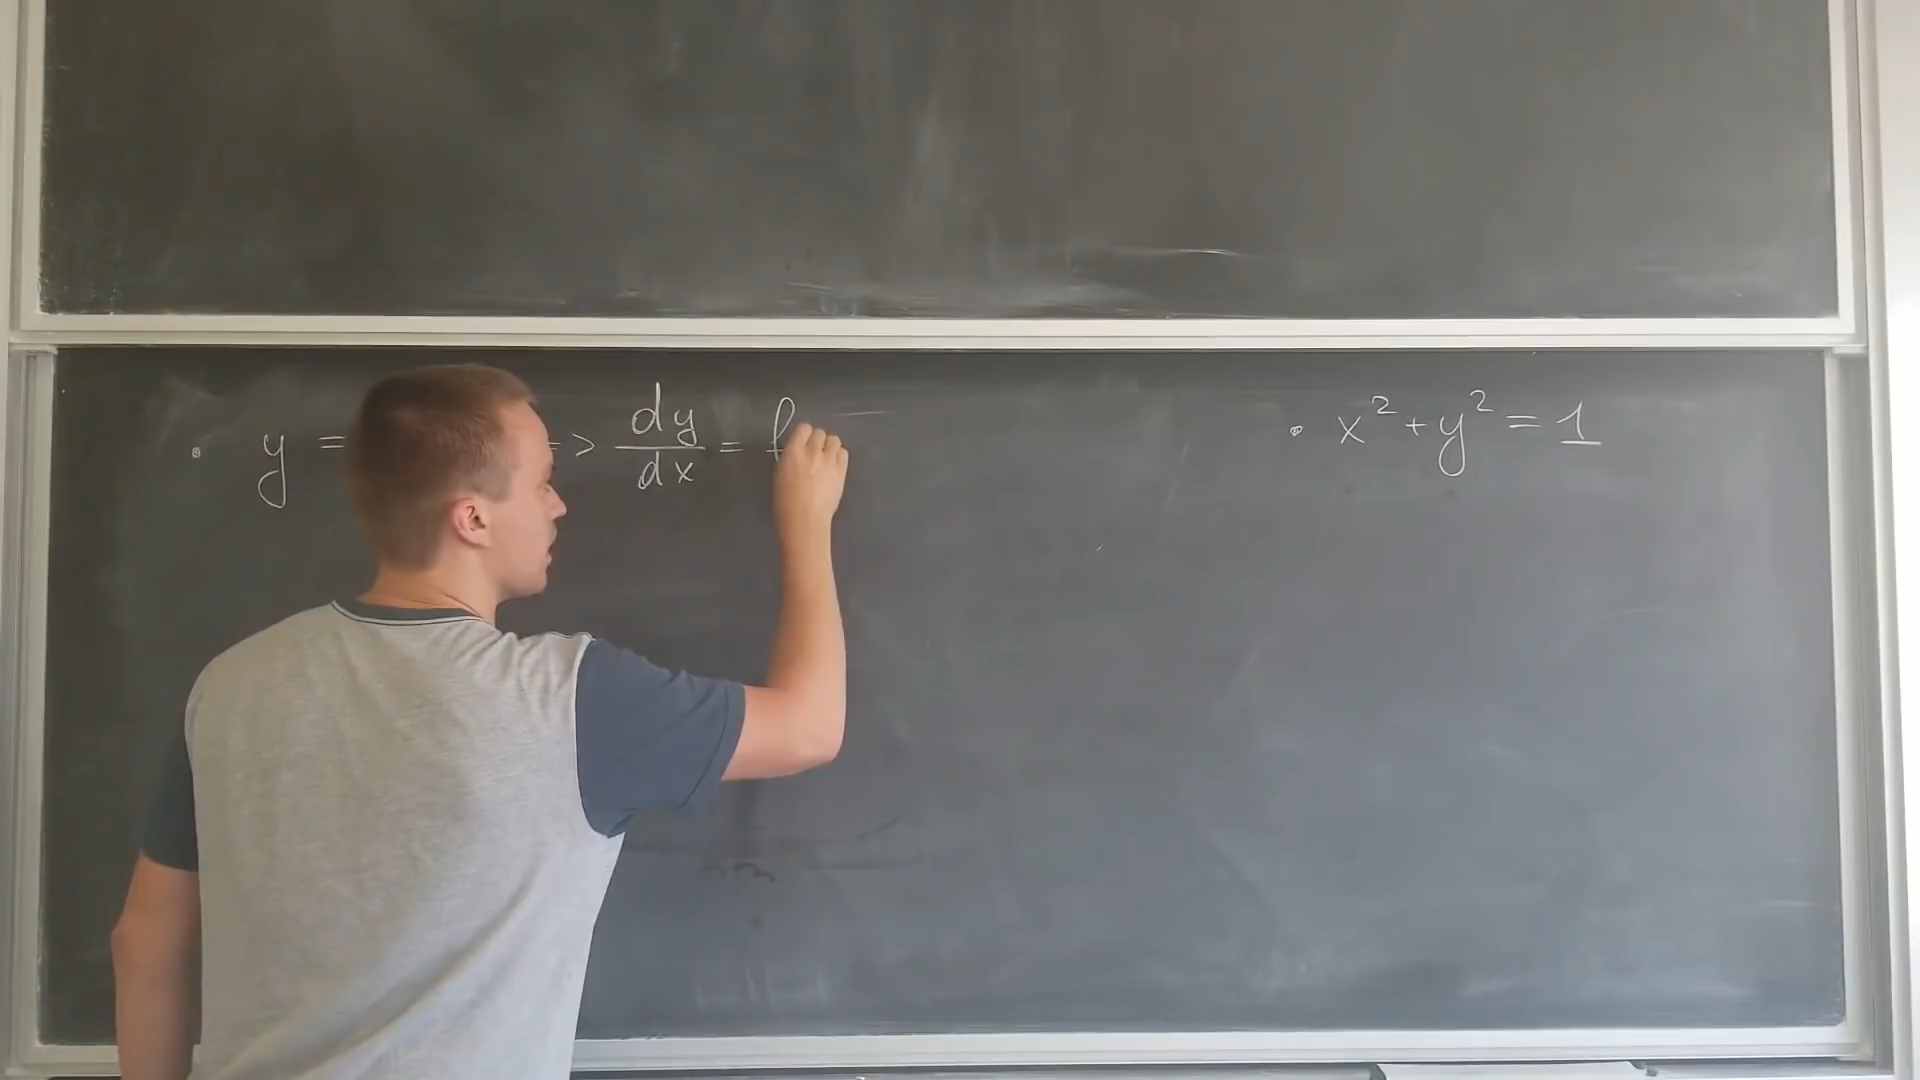 • y = => dy/dx = f
• x² + y² = 1